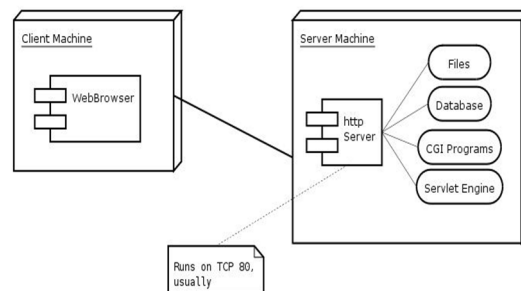 Client Machine
WebBrowser
Server Machine
http
Server
Files
Database
CGI Programs
Servlet Engine
Runs on TCP 80,
usually